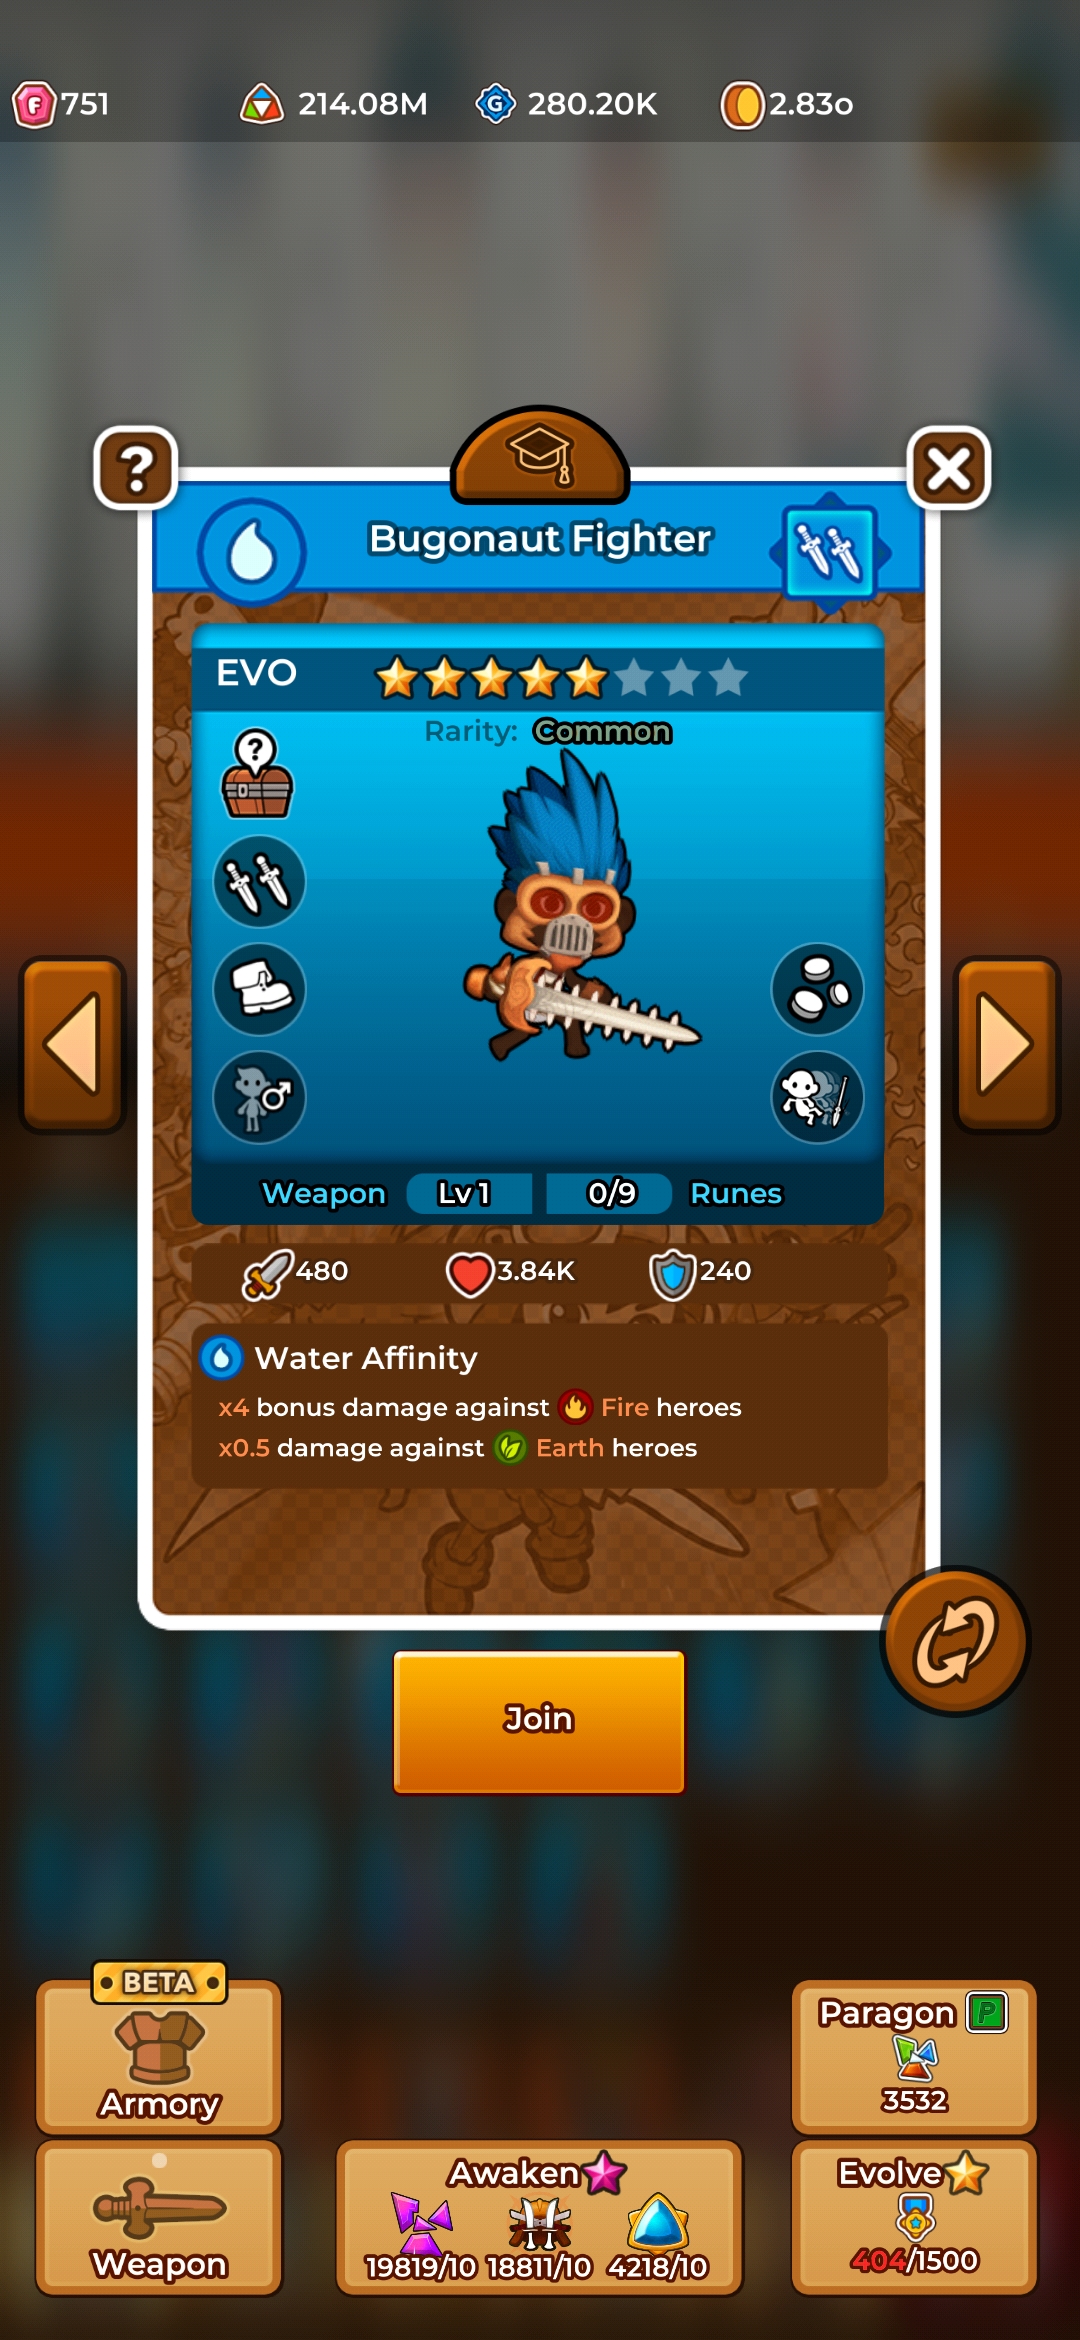 751 214.08M 280.20K 2.83o
?
Bugonaut Fighter
EVO
Rarity: Common
?
Weapon Lv 1 0/9 Runes
480 3.84K 240
Water Affinity
x4 bonus damage against Fire heroes
x0.5 damage against Earth heroes
Join
BETA
Armory
Paragon P
3532
Weapon
Awaken
19819/10 18811/10 4218/10
Evolve
404/1500